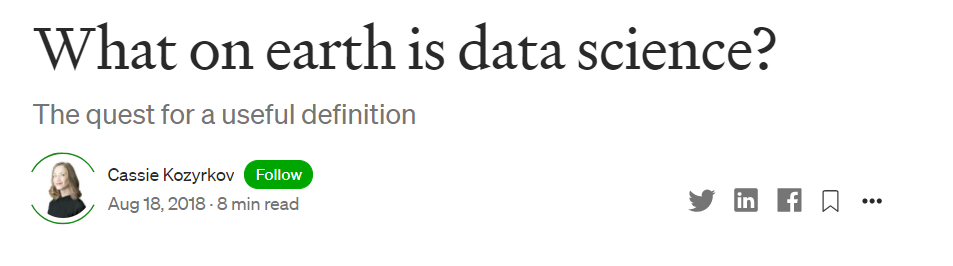 What on earth is data science?
The quest for a useful definition
Cassie Kozyrkov Follow
Aug 18, 2018 · 8 min read